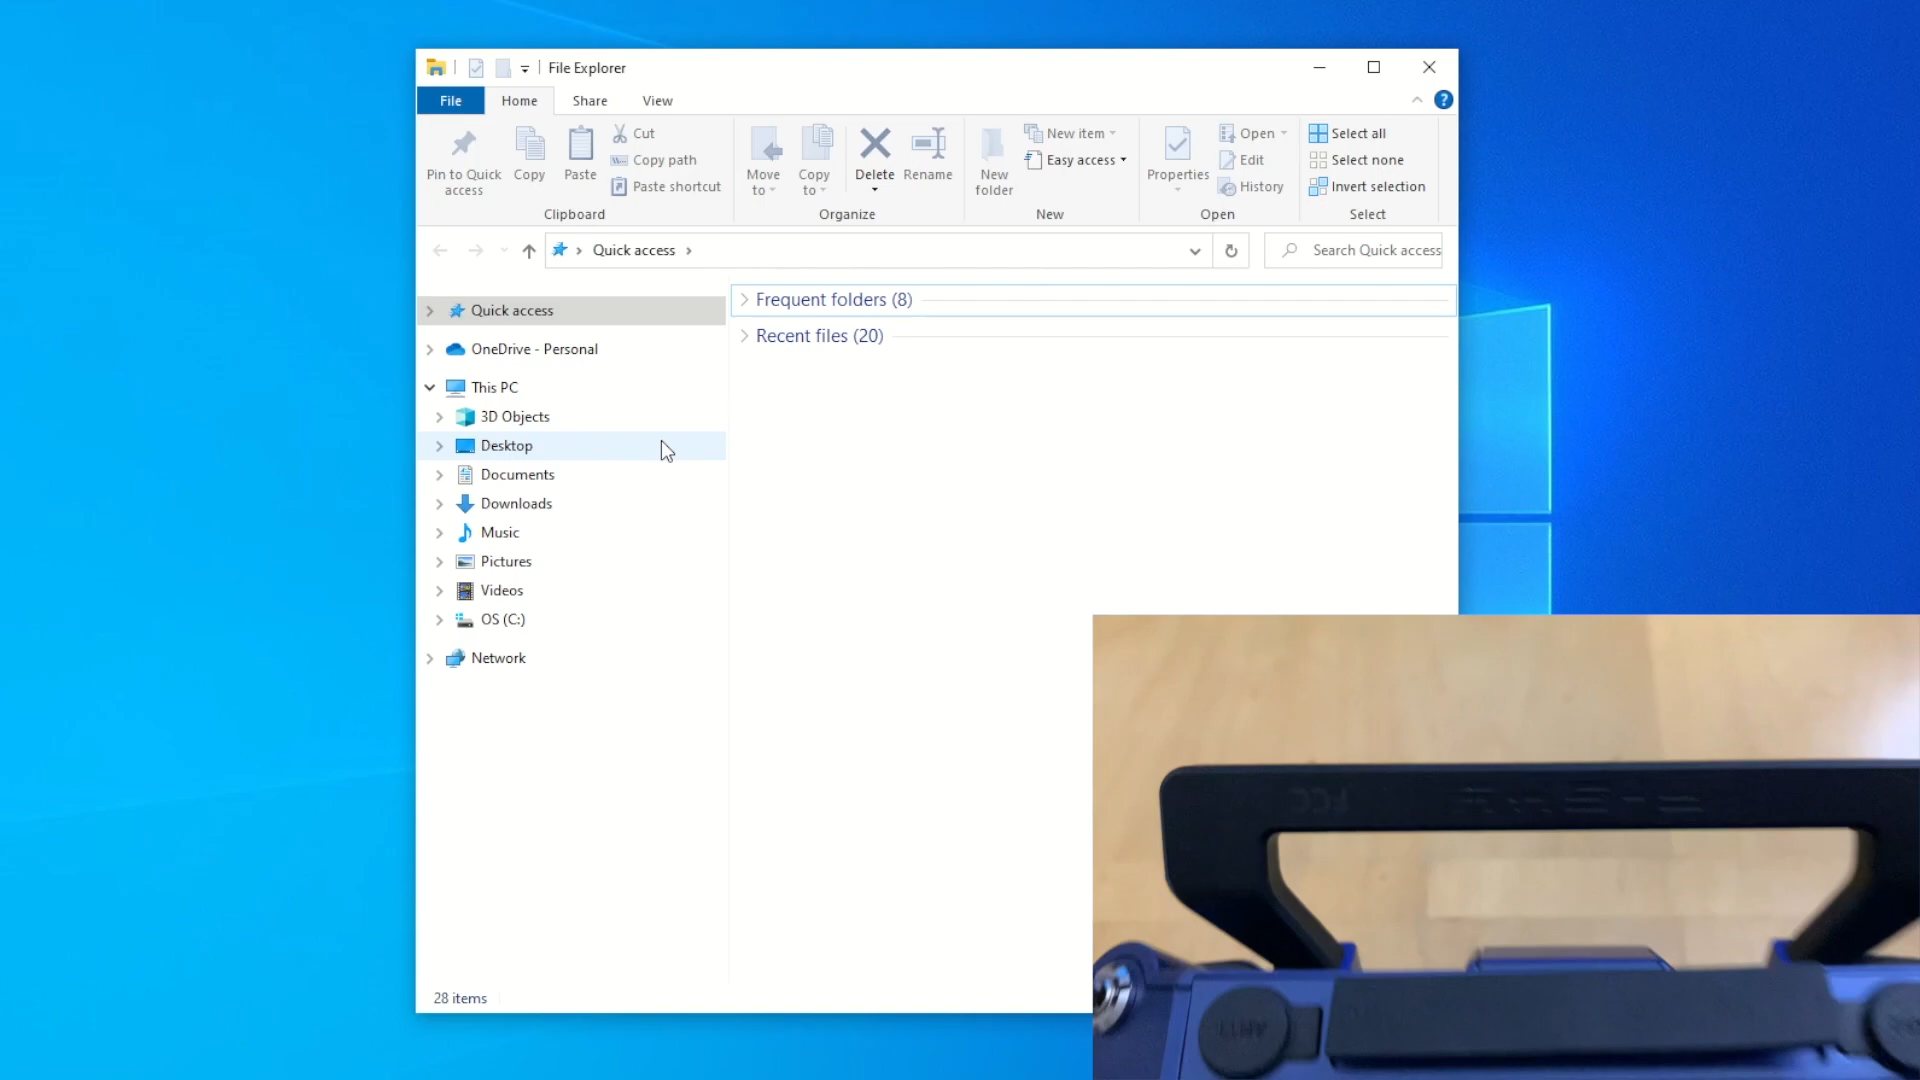 File Explorer
File
Home
Share
View
?
Pin to Quick access
Copy
Paste
Cut
Copy path
Paste shortcut
Clipboard
Move to
Copy to
Delete
Rename
Organize
New folder
New item
Easy access
New
Properties
Open
Edit
History
Open
Select all
Select none
Invert selection
Select
Quick access
Search Quick access
Quick access
OneDrive - Personal
This PC
3D Objects
Desktop
Documents
Downloads
Music
Pictures
Videos
OS (C:)
Network
Frequent folders (8)
Recent files (20)
28 items